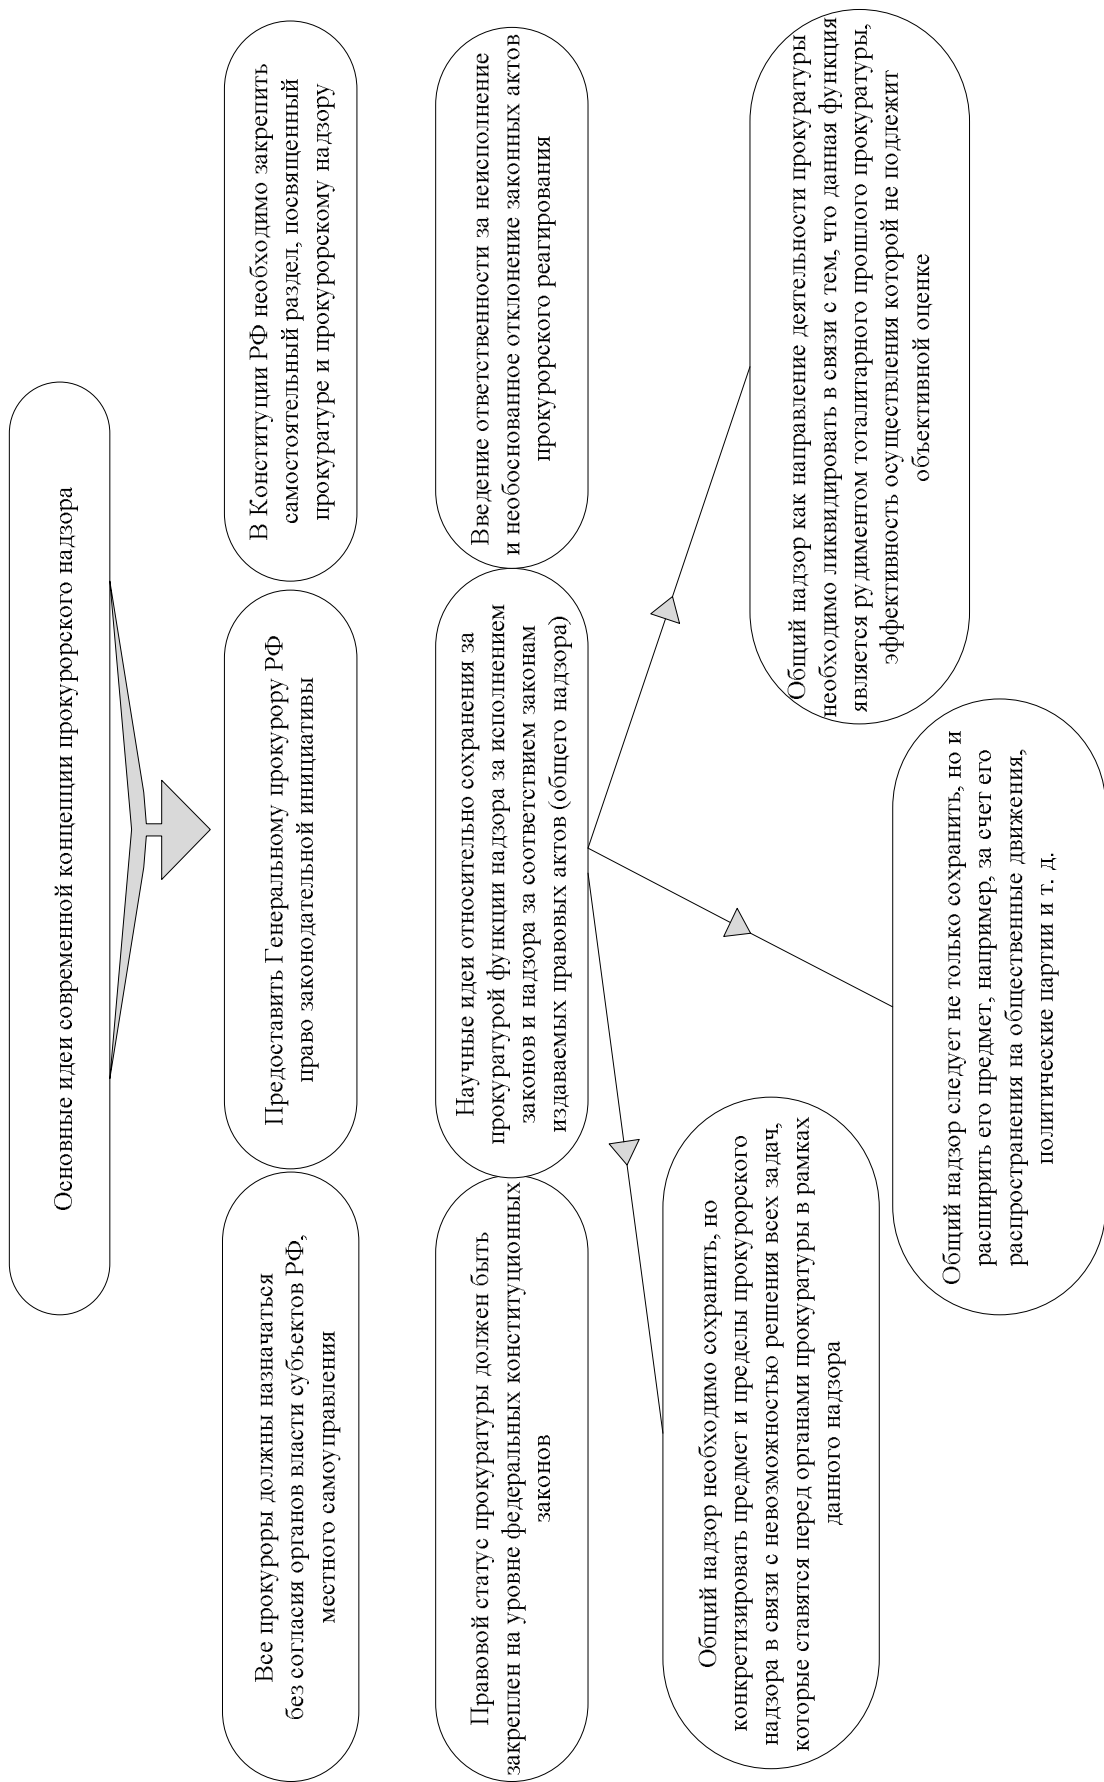 Основные идеи современной концепции прокурорского надзора
Все прокуроры должны назначаться
без согласия органов власти субъектов РФ,
местного самоуправления
Предоставить Генеральному прокурору РФ
право законодательной инициативы
В Конституции РФ необходимо закрепить
самостоятельный раздел, посвященный
прокуратуре и прокурорскому надзору
Правовой статус прокуратуры должен быть
закреплен на уровне федеральных конституционных
законов
Научные идеи относительно сохранения за
прокуратурой функции надзора за исполнением
законов и надзора за соответствием законам
издаваемых правовых актов (общего надзора)
Введение ответственности за неисполнение
и необоснованное отклонение законных актов
прокурорского реагирования
Общий надзор необходимо сохранить, но
конкретизировать предмет и пределы прокурорского
надзора в связи с невозможностью решения всех задач,
которые ставятся перед органами прокуратуры в рамках
данного надзора
Общий надзор следует не только сохранить, но и
расширить его предмет, например, за счет его
распространения на общественные движения,
политические партии и т. д.
Общий надзор как направление деятельности прокуратуры
необходимо ликвидировать в связи с тем, что данная функция
является рудиментом тоталитарного прошлого прокуратуры,
эффективность осуществления которой не подлежит
объективной оценке